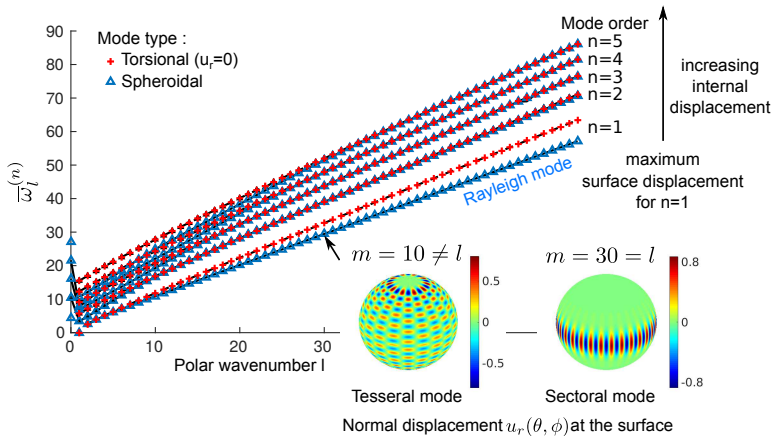 90
80
70
60
50
40
30
20
10
0
ω̅ₗ⁽ⁿ⁾
Mode type :
Torsional (uᵣ=0)
Spheroidal
Mode order
n=5
n=4
n=3
n=2
n=1
Rayleigh mode
increasing
internal
displacement
maximum
surface displacement
for n=1
0
10
20
30
Polar wavenumber l
m = 10 ≠ l
0.5
0
-0.5
Tesseral mode
m = 30 = l
0.8
0
-0.8
Sectoral mode
Normal displacement uᵣ(θ, ϕ) at the surface